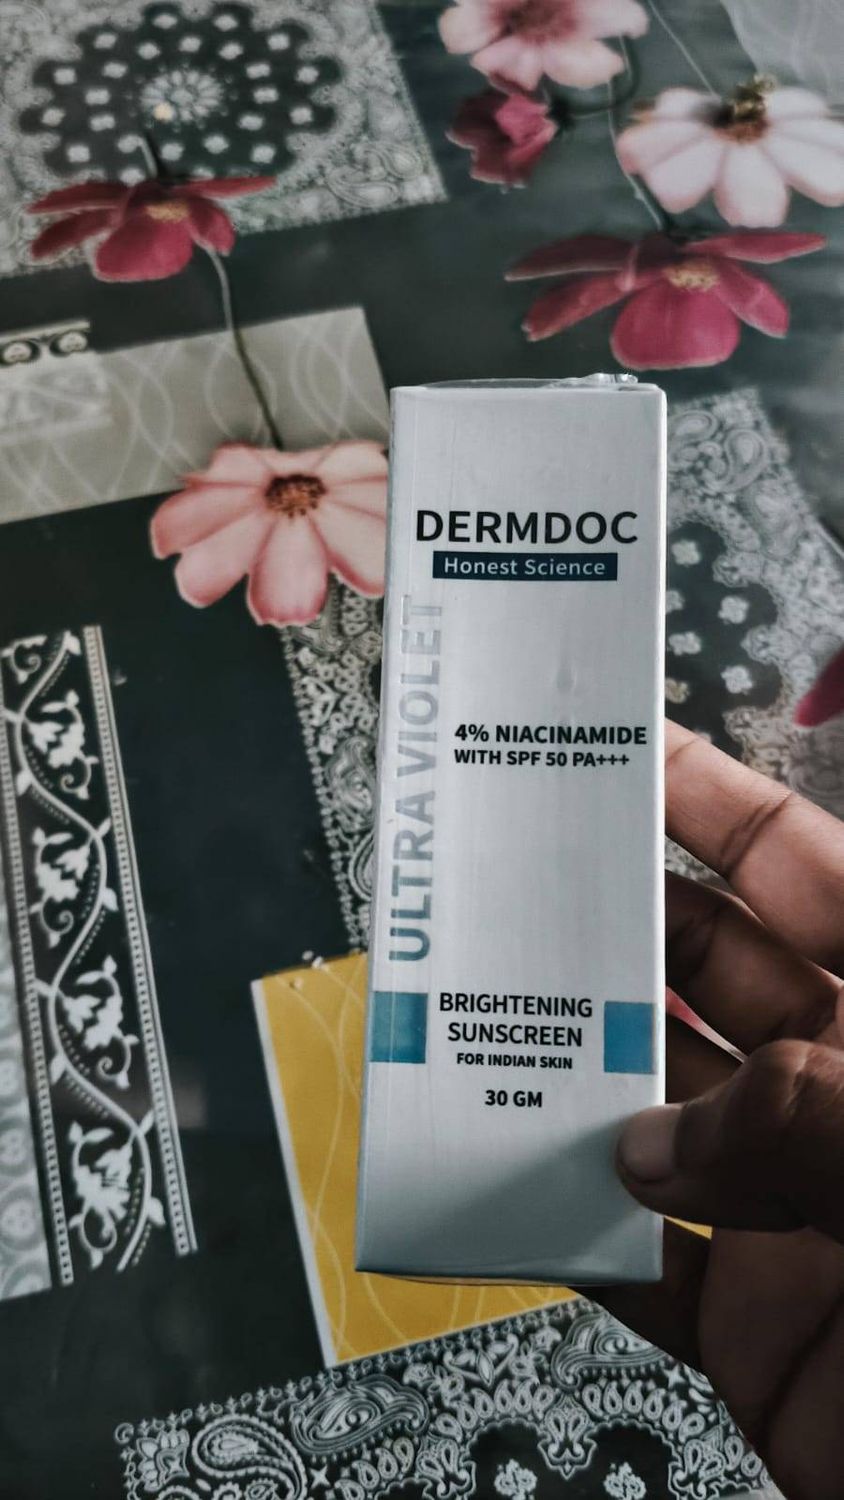 DERMDOC
Honest Science
ULTRA VIOLET
4% NIACINAMIDE
WITH SPF 50 PA+++
BRIGHTENING
SUNSCREEN
FOR INDIAN SKIN
30 GM